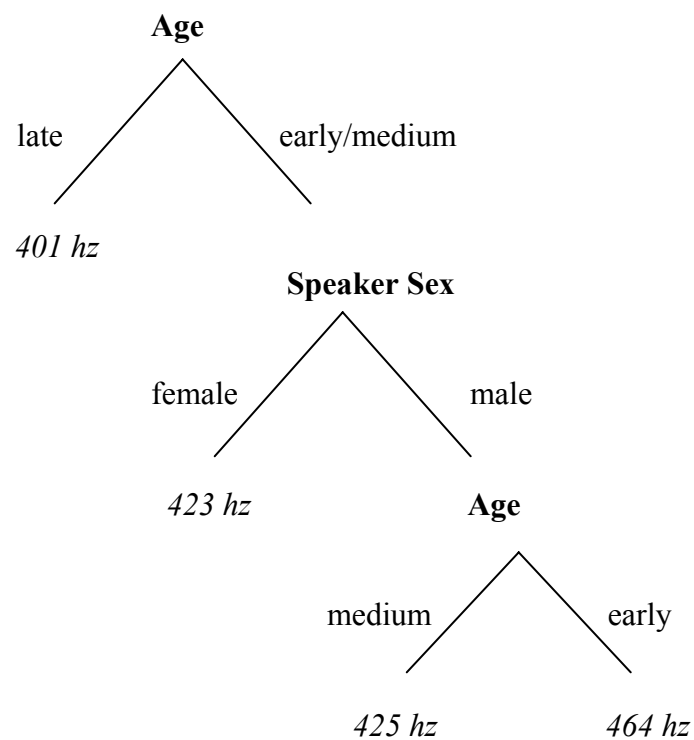 Age
late early/medium
401 hz
Speaker Sex
female male
423 hz Age
medium early
425 hz 464 hz